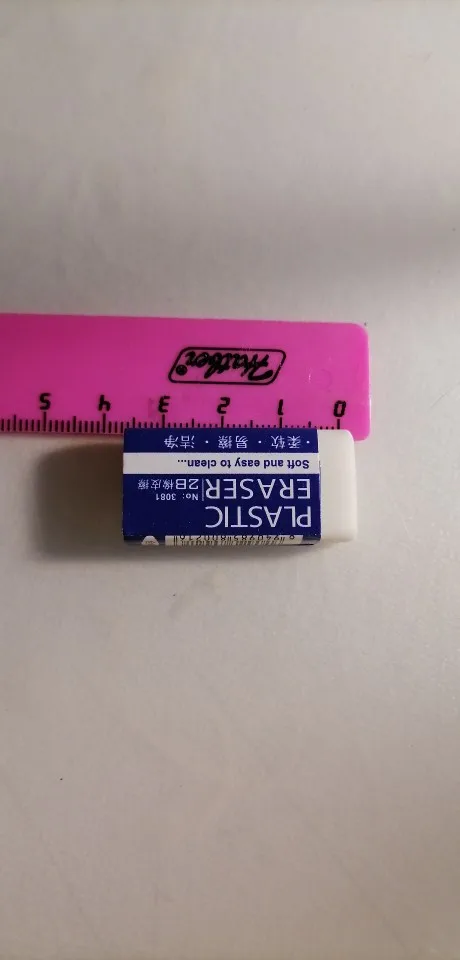 PLASTIC
ERASER
No: 3081
2B橡皮擦
Soft and easy to clean...
· 柔软 · 易擦 · 洁净
0 1 2 3 4 5
Hatber®